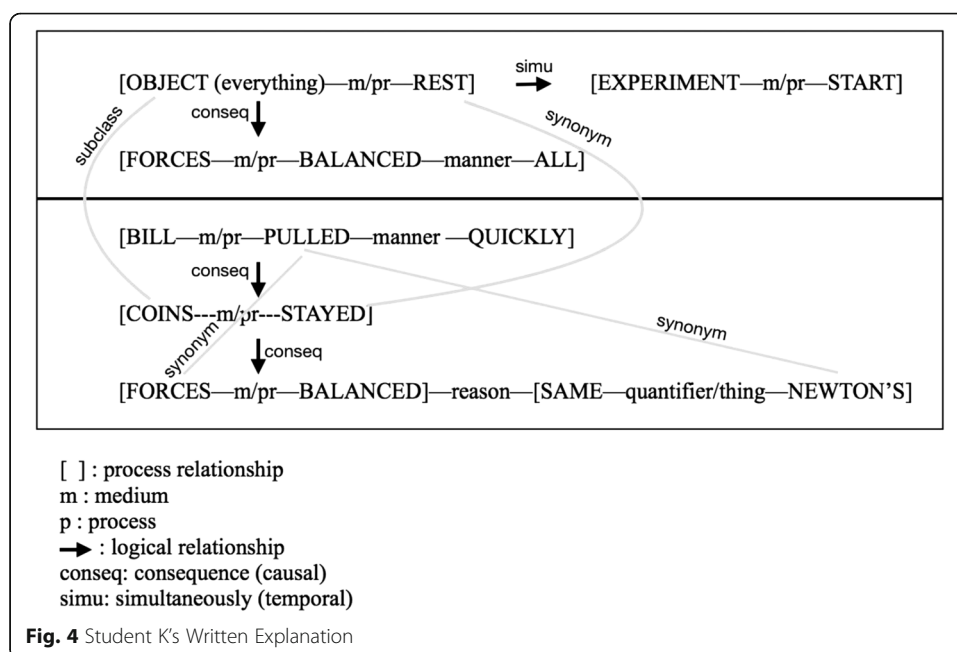 [OBJECT (everything)—m/pr—REST] simu [EXPERIMENT—m/pr—START]
conseq
subclass
synonym
[FORCES—m/pr—BALANCED—manner—ALL]
[BILL—m/pr—PULLED—manner —QUICKLY]
conseq
[COINS---m/pr---STAYED]
synonym
synonym
conseq
[FORCES—m/pr—BALANCED]—reason—[SAME—quantifier/thing—NEWTON'S]
[ ] : process relationship
m : medium
p : process
→ : logical relationship
conseq: consequence (causal)
simu: simultaneously (temporal)
Fig. 4 Student K's Written Explanation